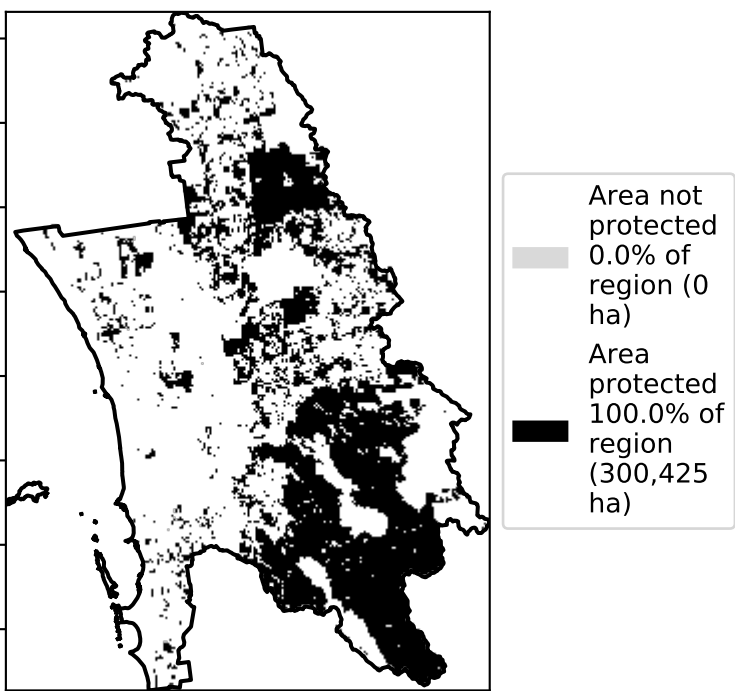 Area not
protected
0.0% of
region (0
ha)
Area
protected
100.0% of
region
(300,425
ha)